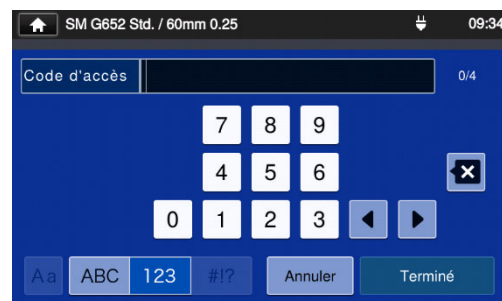 SM G652 Std. / 60mm 0.25 09:34
Code d'accès 0/4
7 8 9
4 5 6
0 1 2 3
Aa ABC 123 #!? Annuler Terminé